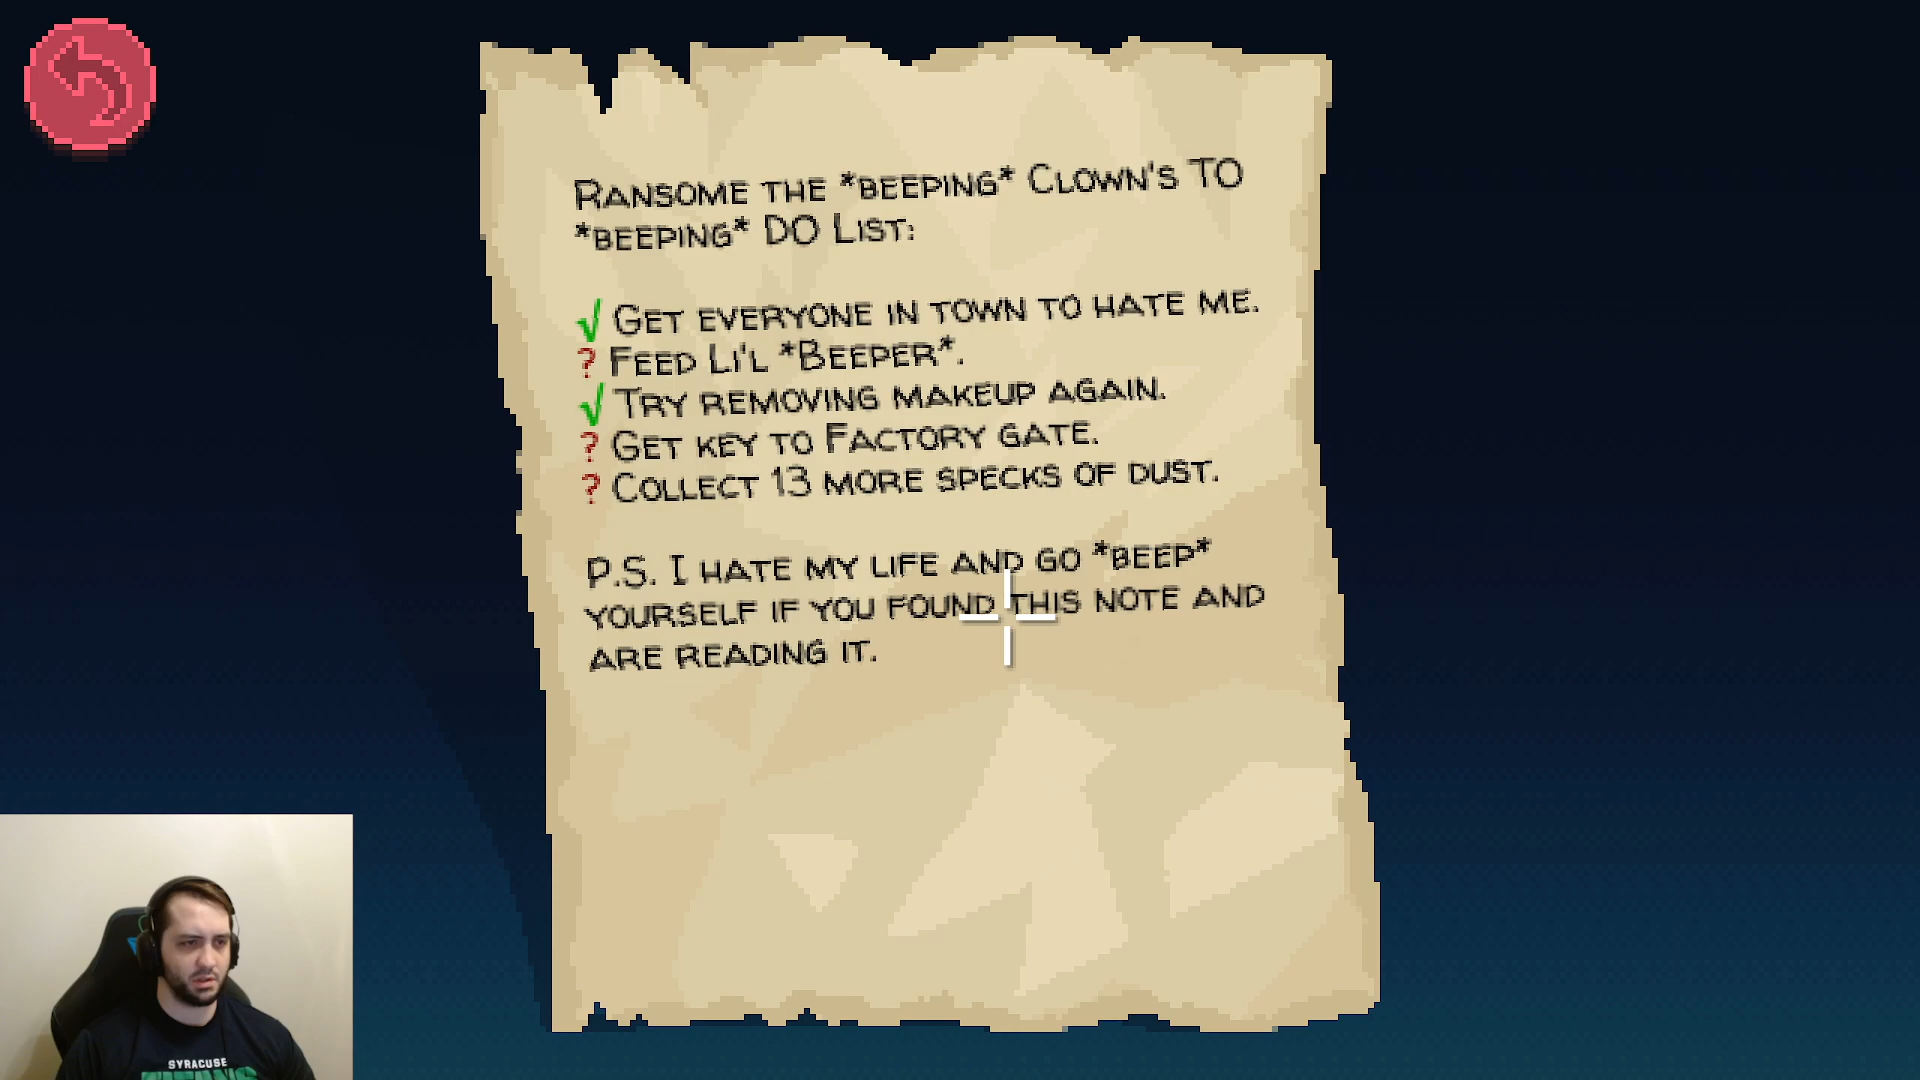 Ransome the *beeping* Clown's TO
*beeping* DO List:
√ Get everyone in town to hate me.
? Feed Li'l *Beeper*.
√ Try removing makeup again.
? Get key to Factory gate.
? Collect 13 more specks of dust.
P.S. I hate my life and go *beep*
yourself if you found this note and
are reading it.
SYRACUSE